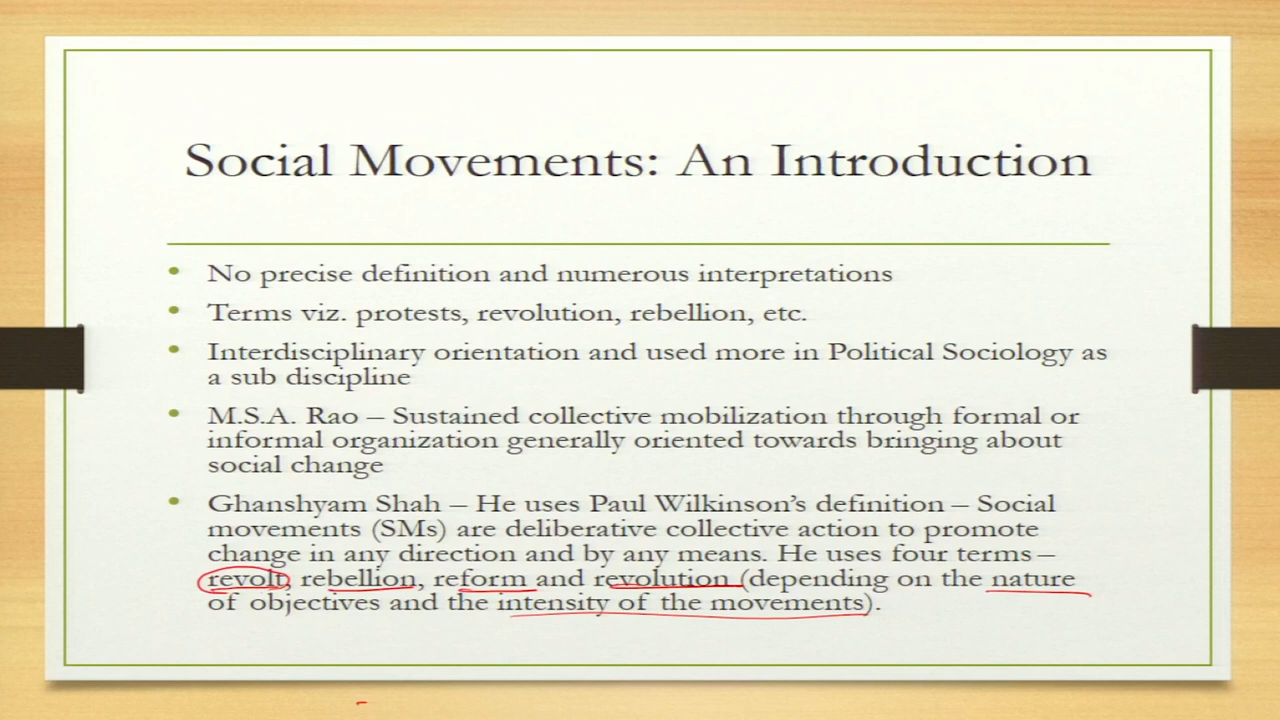 Social Movements: An Introduction
• No precise definition and numerous interpretations
• Terms viz. protests, revolution, rebellion, etc.
• Interdisciplinary orientation and used more in Political Sociology as
a sub discipline
• M.S.A. Rao – Sustained collective mobilization through formal or
informal organization generally oriented towards bringing about
social change
• Ghanshyam Shah – He uses Paul Wilkinson's definition – Social
movements (SMs) are deliberative collective action to promote
change in any direction and by any means. He uses four terms –
revolt, rebellion, reform and revolution (depending on the nature
of objectives and the intensity of the movements).